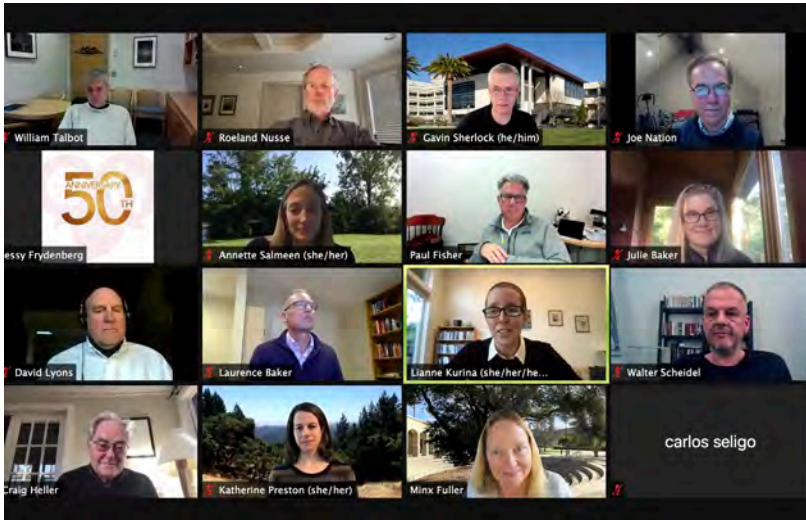 William Talbot
Roeland Nusse
Gavin Sherlock (he/him)
Joe Nation
ANNIVERSARY
50TH
essy Frydenberg
Annette Salmeen (she/her)
Paul Fisher
Julie Baker
David Lyons
Laurence Baker
Lianne Kurina (she/her/he...
Walter Scheidel
Craig Heller
Katherine Preston (she/her)
Minx Fuller
carlos seligo